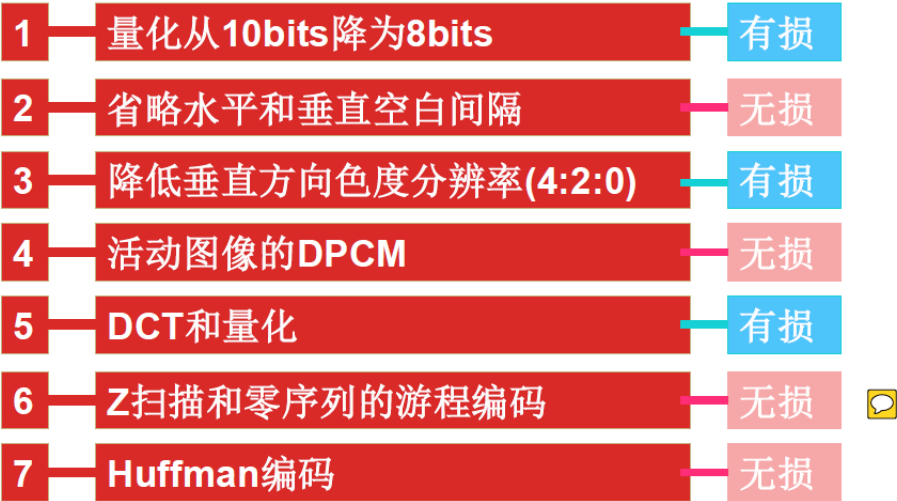 1 量化从10bits降为8bits 有损
2 省略水平和垂直空白间隔 无损
3 降低垂直方向色度分辨率(4:2:0) 有损
4 活动图像的DPCM 无损
5 DCT和量化 有损
6 Z扫描和零序列的游程编码 无损
7 Huffman编码 无损